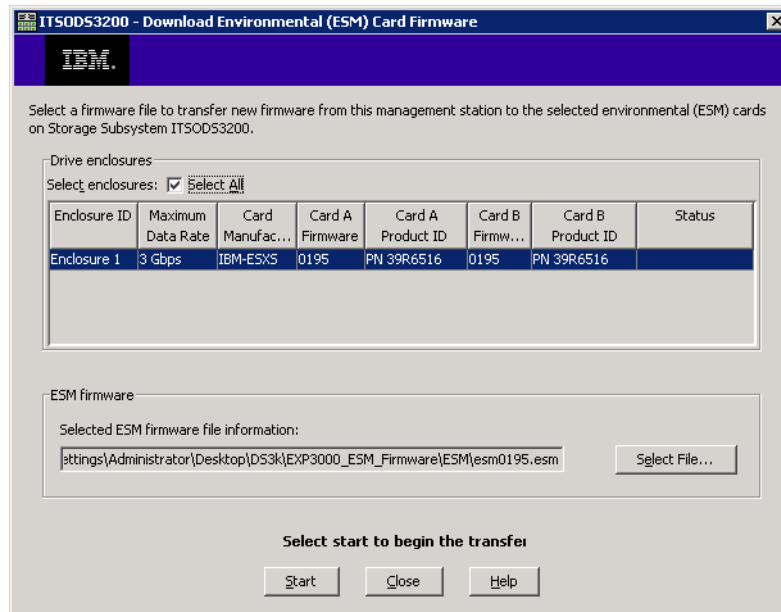 ITSODS3200 - Download Environmental (ESM) Card Firmware
IBM.
Select a firmware file to transfer new firmware from this management station to the selected environmental (ESM) cards
on Storage Subsystem ITSODS3200.
Drive enclosures
Select enclosures: Select All
Enclosure ID Maximum Data Rate Card Manufac... Card A Firmware Card A Product ID Card B Firmw... Card B Product ID Status
Enclosure 1 3 Gbps IBM-ESXS 0195 PN 39R6516 0195 PN 39R6516
ESM firmware
Selected ESM firmware file information:
ettings\Administrator\Desktop\DS3k\EXP3000_ESM_Firmware\ESM\esm0195.esm Select File...
Select start to begin the transfer
Start Close Help